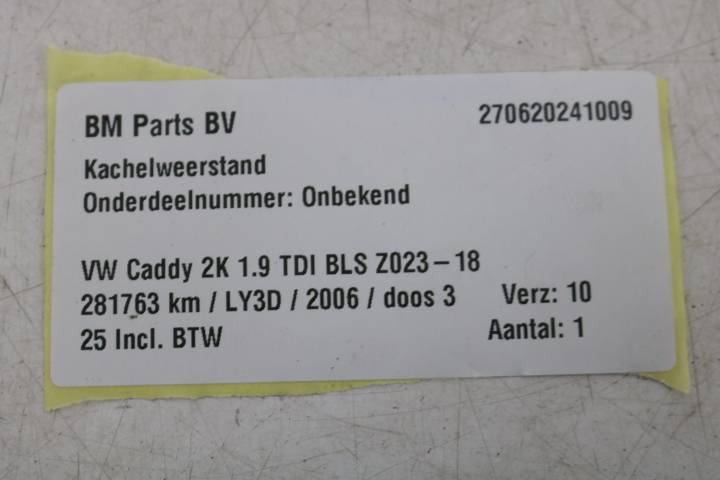 BM Parts BV 270620241009
Kachelweerstand
Onderdeelnummer: Onbekend
VW Caddy 2K 1.9 TDI BLS Z023-18
281763 km / LY3D / 2006 / doos 3 Verz: 10
25 Incl. BTW Aantal: 1